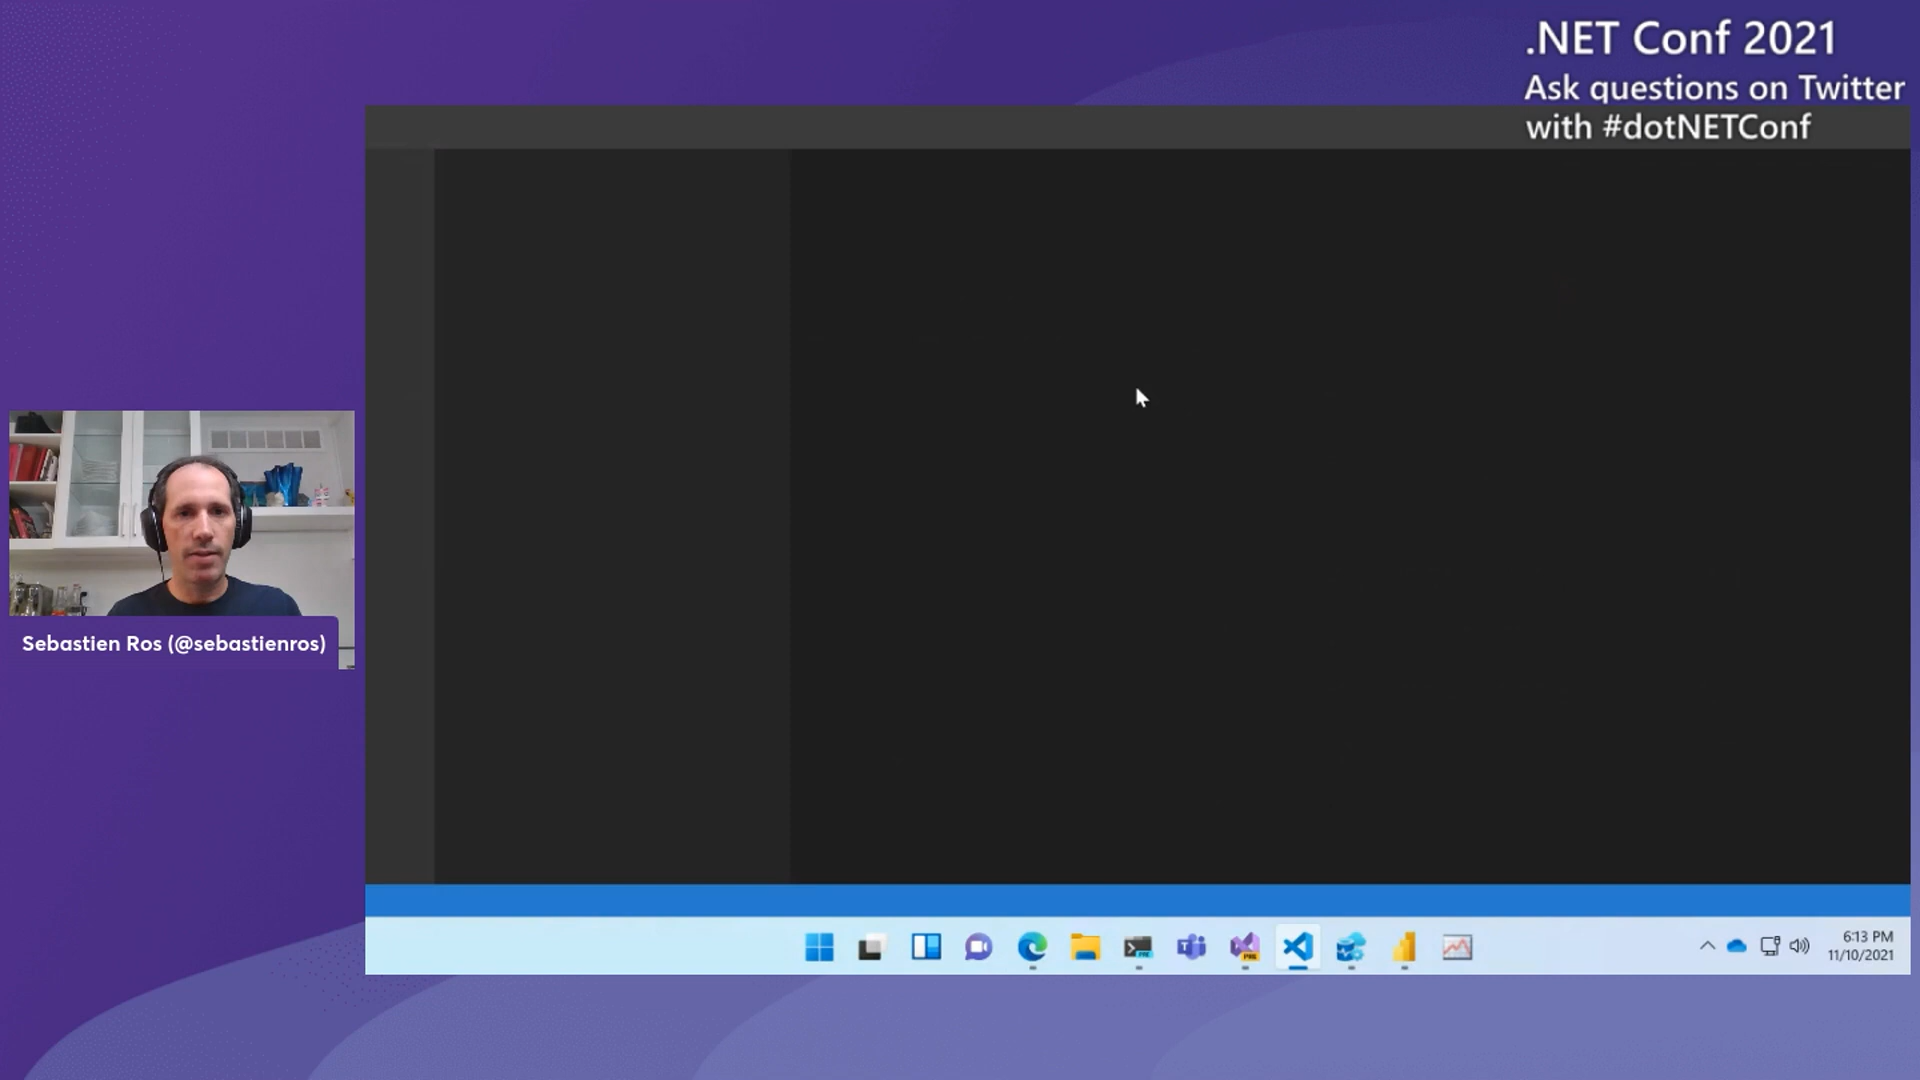 .NET Conf 2021
Ask questions on Twitter
with #dotNETConf
Sebastien Ros (@sebastienros)
6:13 PM
11/10/2021